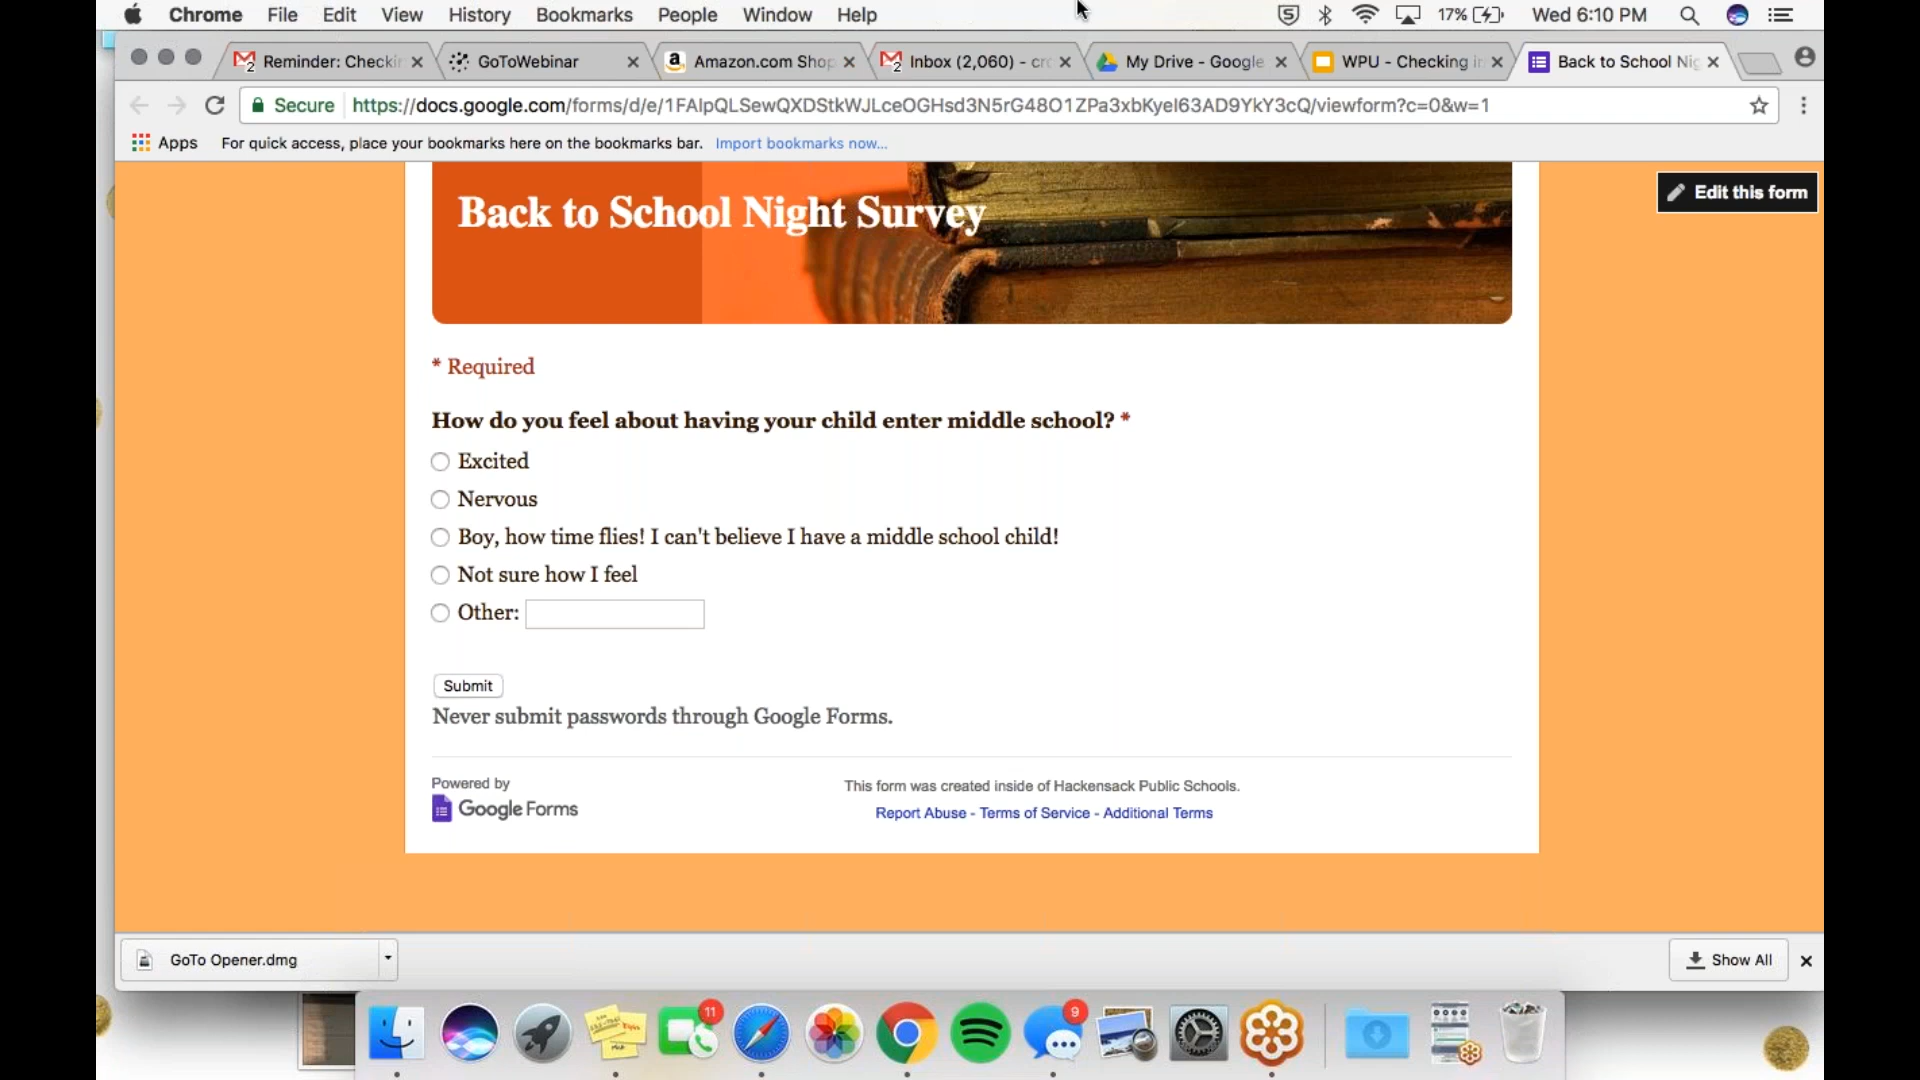 Chrome File Edit View History Bookmarks People Window Help 17% Wed 6:10 PM
Reminder: Checki GoToWebinar Amazon.com Shop Inbox (2,060) - cr My Drive - Google WPU - Checking i Back to School Nig
Secure https://docs.google.com/forms/d/e/1FAIpQLSewQXDStkWJLceOGHsd3N5rG48O1ZPa3xbKyeI63AD9YkY3cQ/viewform?c=0&w=1
Apps For quick access, place your bookmarks here on the bookmarks bar. Import bookmarks now...
Edit this form
Back to School Night Survey
* Required
How do you feel about having your child enter middle school? *
Excited
Nervous
Boy, how time flies! I can't believe I have a middle school child!
Not sure how I feel
Other:
Submit
Never submit passwords through Google Forms.
Powered by
Google Forms
This form was created inside of Hackensack Public Schools.
Report Abuse - Terms of Service - Additional Terms
GoTo Opener.dmg
Show All
11
9